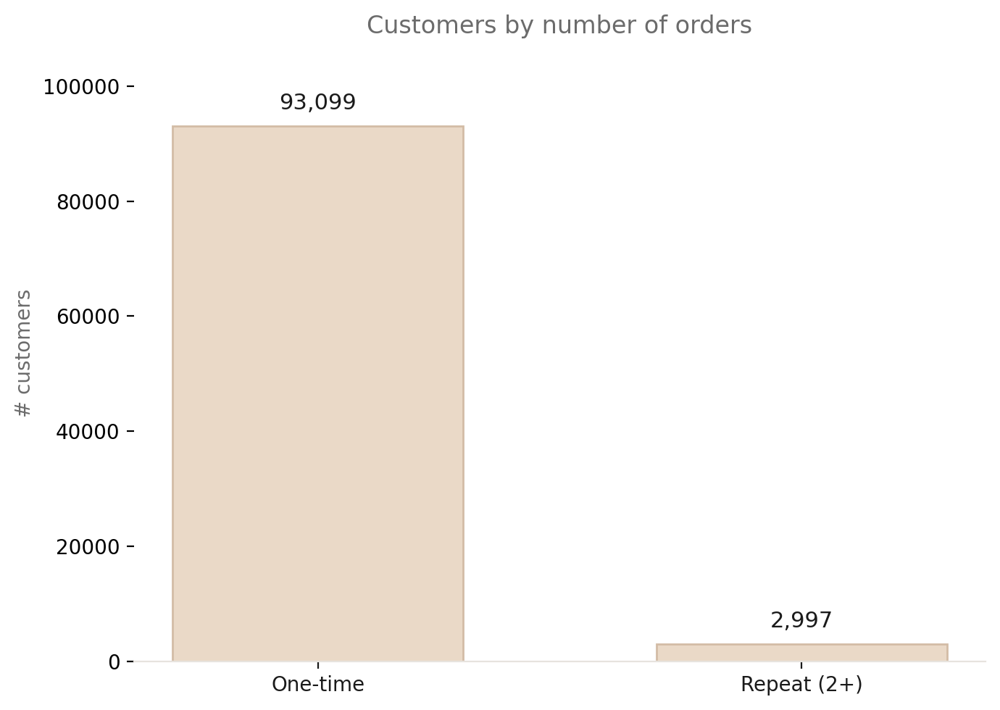 Customers by number of orders
100000
80000
60000
40000
20000
0
# customers
93,099
2,997
One-time
Repeat (2+)